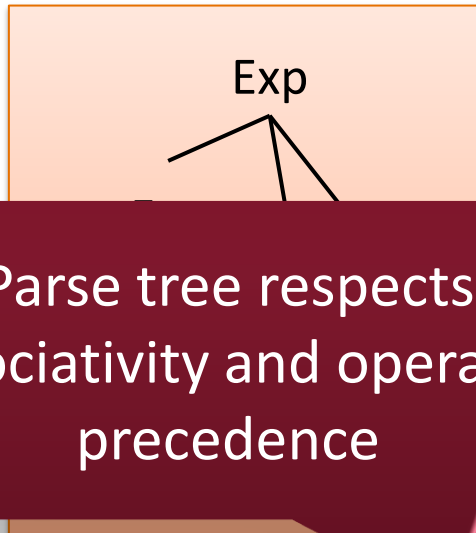 Exp
Parse tree respects
ociativity and opera
precedence